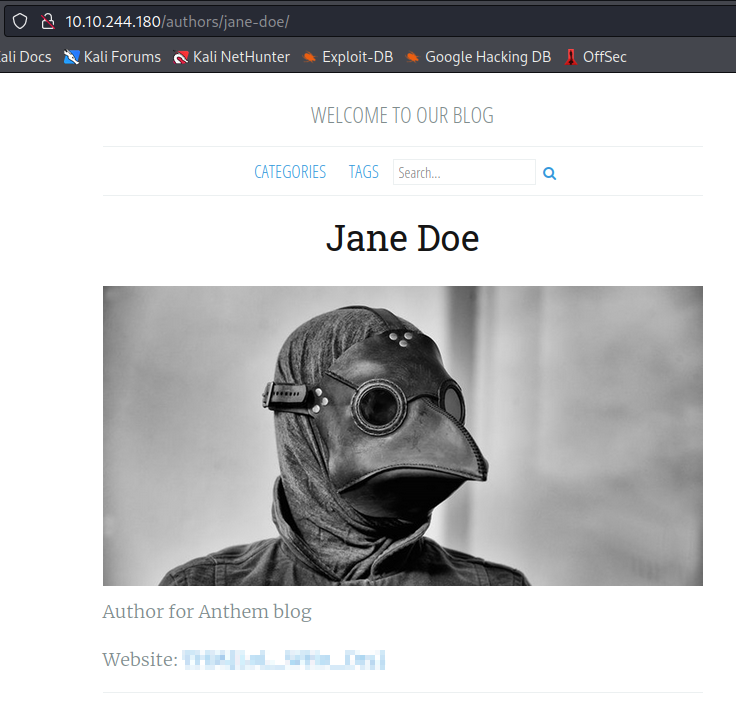 10.10.244.180/authors/jane-doe/
ali Docs Kali Forums Kali NetHunter Exploit-DB Google Hacking DB OffSec
WELCOME TO OUR BLOG
CATEGORIES TAGS Search...
Jane Doe
Author for Anthem blog
Website: